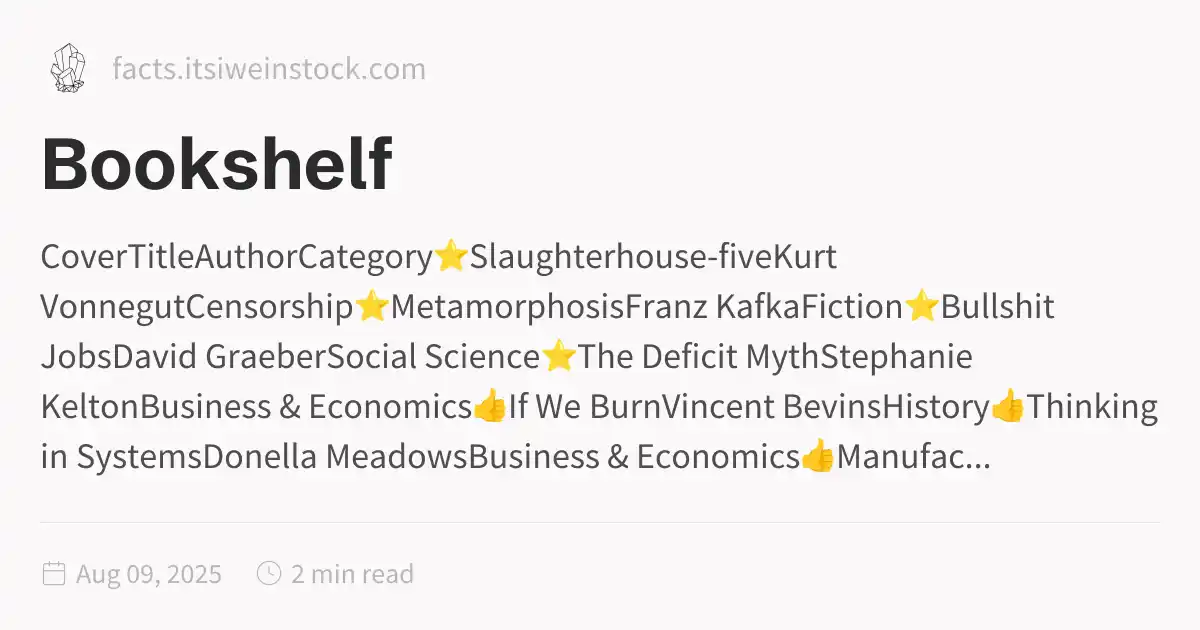 facts.itsiweinstock.com
Bookshelf
CoverTitleAuthorCategory⭐Slaughterhouse-fiveKurt
VonnegutCensorship⭐MetamorphosisFranz KafkaFiction⭐Bullshit
JobsDavid GraeberSocial Science⭐The Deficit MythStephanie
KeltonBusiness & Economics👍If We BurnVincent BevinsHistory👍Thinking
in SystemsDonella MeadowsBusiness & Economics👍Manufac...
Aug 09, 2025 2 min read